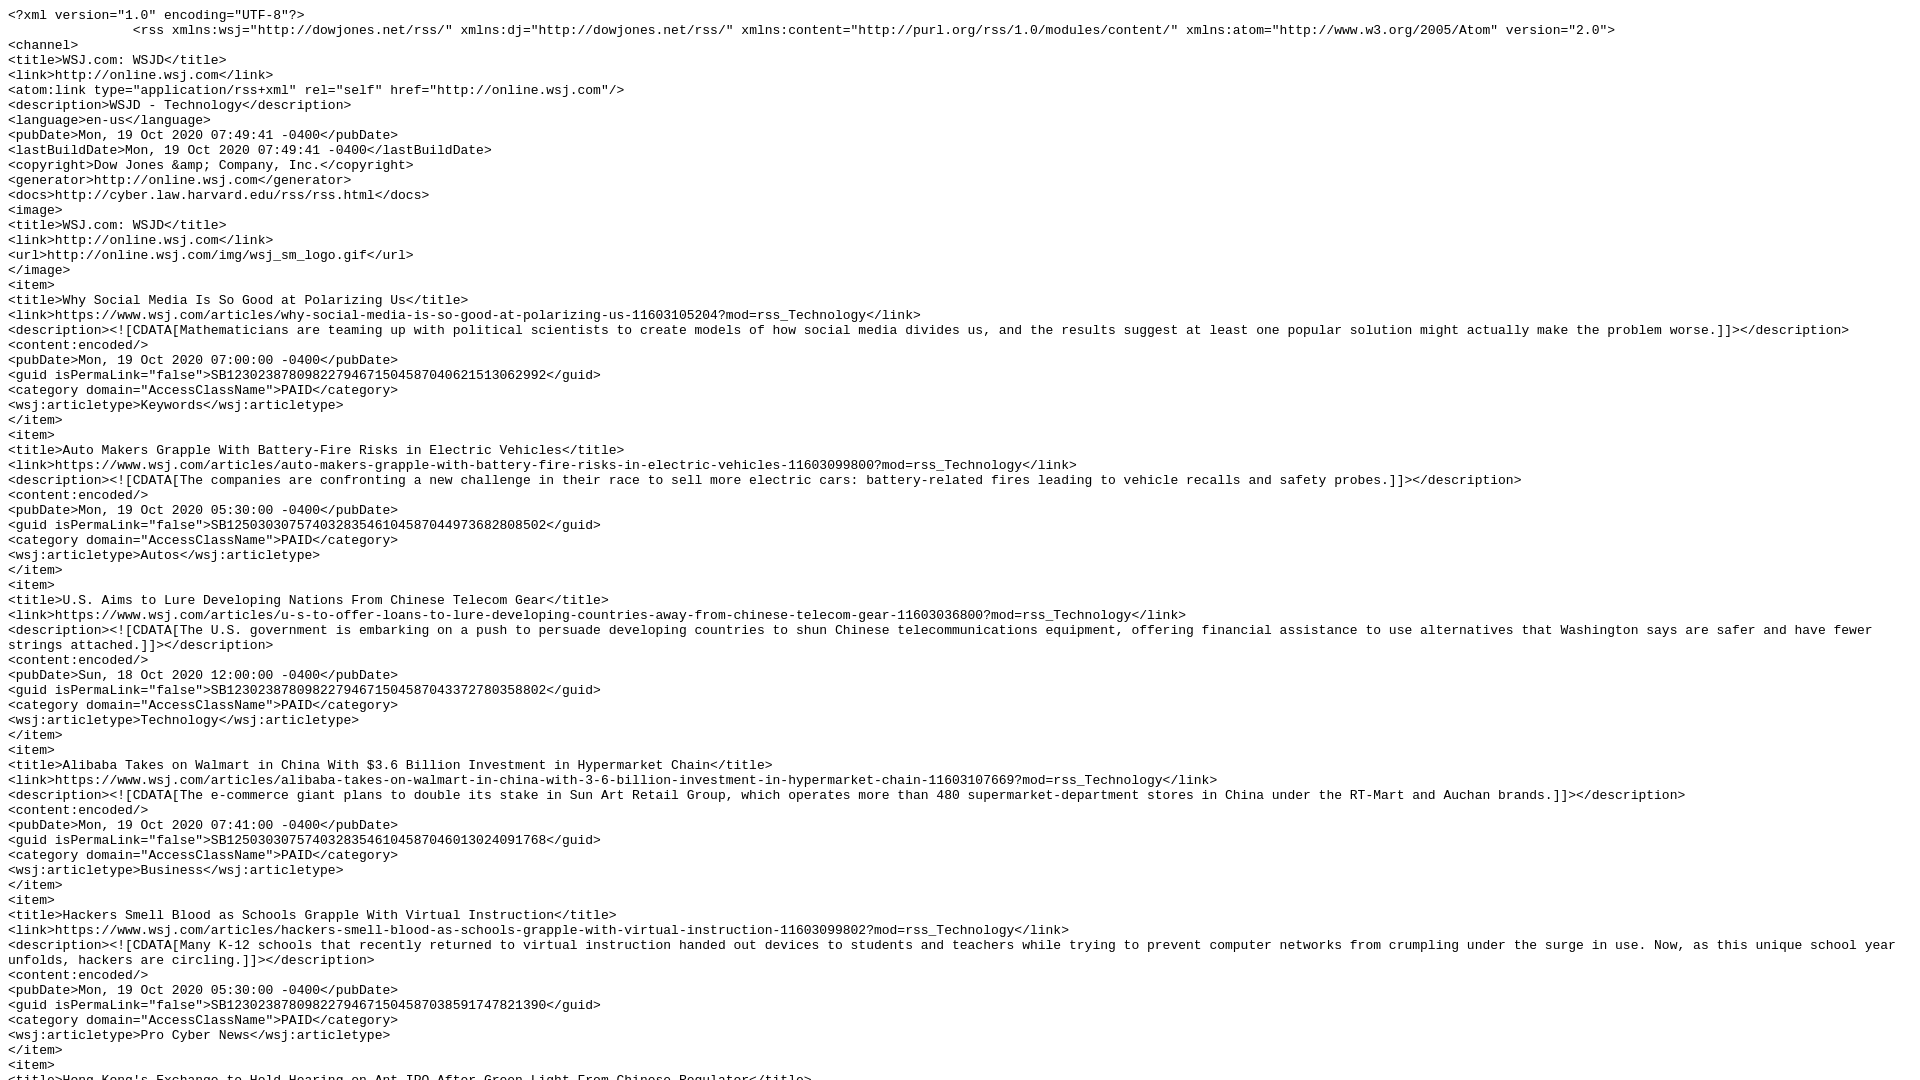 <?xml version="1.0" encoding="UTF-8"?>
<rss xmlns:wsj="http://dowjones.net/rss/" xmlns:dj="http://dowjones.net/rss/" xmlns:content="http://purl.org/rss/1.0/modules/content/" xmlns:atom="http://www.w3.org/2005/Atom" version="2.0">
<channel>
<title>WSJ.com: WSJD</title>
<link>http://online.wsj.com</link>
<atom:link type="application/rss+xml" rel="self" href="http://online.wsj.com"/>
<description>WSJD - Technology</description>
<language>en-us</language>
<pubDate>Mon, 19 Oct 2020 07:49:41 -0400</pubDate>
<lastBuildDate>Mon, 19 Oct 2020 07:49:41 -0400</lastBuildDate>
<copyright>Dow Jones &amp; Company, Inc.</copyright>
<generator>http://online.wsj.com</generator>
<docs>http://cyber.law.harvard.edu/rss/rss.html</docs>
<image>
<title>WSJ.com: WSJD</title>
<link>http://online.wsj.com</link>
<url>http://online.wsj.com/img/wsj_sm_logo.gif</url>
</image>
<item>
<title>Why Social Media Is So Good at Polarizing Us</title>
<link>https://www.wsj.com/articles/why-social-media-is-so-good-at-polarizing-us-11603105204?mod=rss_Technology</link>
<description><![CDATA[Mathematicians are teaming up with political scientists to create models of how social media divides us, and the results suggest at least one popular solution might actually make the problem worse.]]></description>
<content:encoded/>
<pubDate>Mon, 19 Oct 2020 07:00:00 -0400</pubDate>
<guid isPermaLink="false">SB12302387809822794671504587040621513062992</guid>
<category domain="AccessClassName">PAID</category>
<wsj:articletype>Keywords</wsj:articletype>
</item>
<item>
<title>Auto Makers Grapple With Battery-Fire Risks in Electric Vehicles</title>
<link>https://www.wsj.com/articles/auto-makers-grapple-with-battery-fire-risks-in-electric-vehicles-11603099800?mod=rss_Technology</link>
<description><![CDATA[The companies are confronting a new challenge in their race to sell more electric cars: battery-related fires leading to vehicle recalls and safety probes.]]></description>
<content:encoded/>
<pubDate>Mon, 19 Oct 2020 05:30:00 -0400</pubDate>
<guid isPermaLink="false">SB12503030757403283546104587044973682808502</guid>
<category domain="AccessClassName">PAID</category>
<wsj:articletype>Autos</wsj:articletype>
</item>
<item>
<title>U.S. Aims to Lure Developing Nations From Chinese Telecom Gear</title>
<link>https://www.wsj.com/articles/u-s-to-offer-loans-to-lure-developing-countries-away-from-chinese-telecom-gear-11603036800?mod=rss_Technology</link>
<description><![CDATA[The U.S. government is embarking on a push to persuade developing countries to shun Chinese telecommunications equipment, offering financial assistance to use alternatives that Washington says are safer and have fewer
strings attached.]]></description>
<content:encoded/>
<pubDate>Sun, 18 Oct 2020 12:00:00 -0400</pubDate>
<guid isPermaLink="false">SB12302387809822794671504587043372780358802</guid>
<category domain="AccessClassName">PAID</category>
<wsj:articletype>Technology</wsj:articletype>
</item>
<item>
<title>Alibaba Takes on Walmart in China With $3.6 Billion Investment in Hypermarket Chain</title>
<link>https://www.wsj.com/articles/alibaba-takes-on-walmart-in-china-with-3-6-billion-investment-in-hypermarket-chain-11603107669?mod=rss_Technology</link>
<description><![CDATA[The e-commerce giant plans to double its stake in Sun Art Retail Group, which operates more than 480 supermarket-department stores in China under the RT-Mart and Auchan brands.]]></description>
<content:encoded/>
<pubDate>Mon, 19 Oct 2020 07:41:00 -0400</pubDate>
<guid isPermaLink="false">SB12503030757403283546104587046013024091768</guid>
<category domain="AccessClassName">PAID</category>
<wsj:articletype>Business</wsj:articletype>
</item>
<item>
<title>Hackers Smell Blood as Schools Grapple With Virtual Instruction</title>
<link>https://www.wsj.com/articles/hackers-smell-blood-as-schools-grapple-with-virtual-instruction-11603099802?mod=rss_Technology</link>
<description><![CDATA[Many K-12 schools that recently returned to virtual instruction handed out devices to students and teachers while trying to prevent computer networks from crumpling under the surge in use. Now, as this unique school year
unfolds, hackers are circling.]]></description>
<content:encoded/>
<pubDate>Mon, 19 Oct 2020 05:30:00 -0400</pubDate>
<guid isPermaLink="false">SB12302387809822794671504587038591747821390</guid>
<category domain="AccessClassName">PAID</category>
<wsj:articletype>Pro Cyber News</wsj:articletype>
</item>
<item>
<title>Hong Kong's Exchange to Hold Hearing on Ant IPO After Green Light From Chinese Regulator</title>